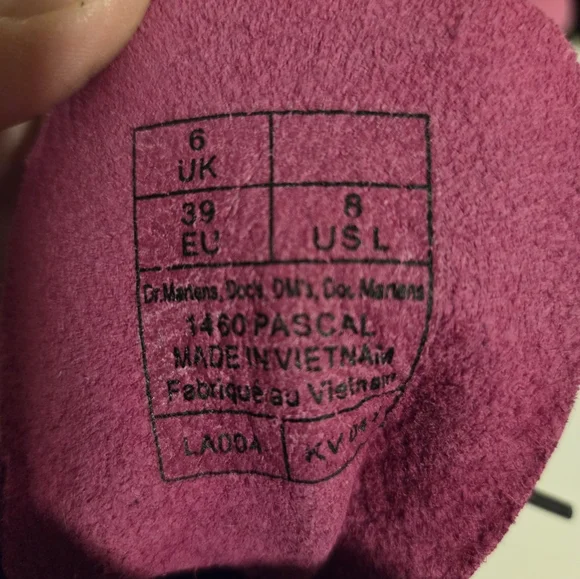 6
UK
39
EU
8
US L
Dr.Martens, Docs, DM's, Doc Martens
1460 PASCAL
MADE IN VIETNAM
Fabriqué au Vietnam
LA004